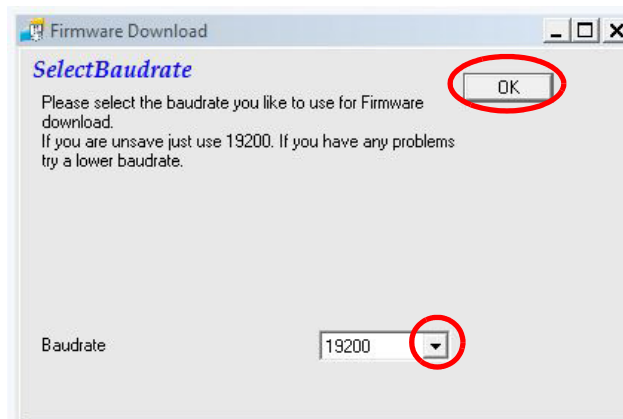 Firmware Download
SelectBaudrate
OK
Please select the baudrate you like to use for Firmware
download.
If you are unsave just use 19200. If you have any problems
try a lower baudrate.
Baudrate
19200